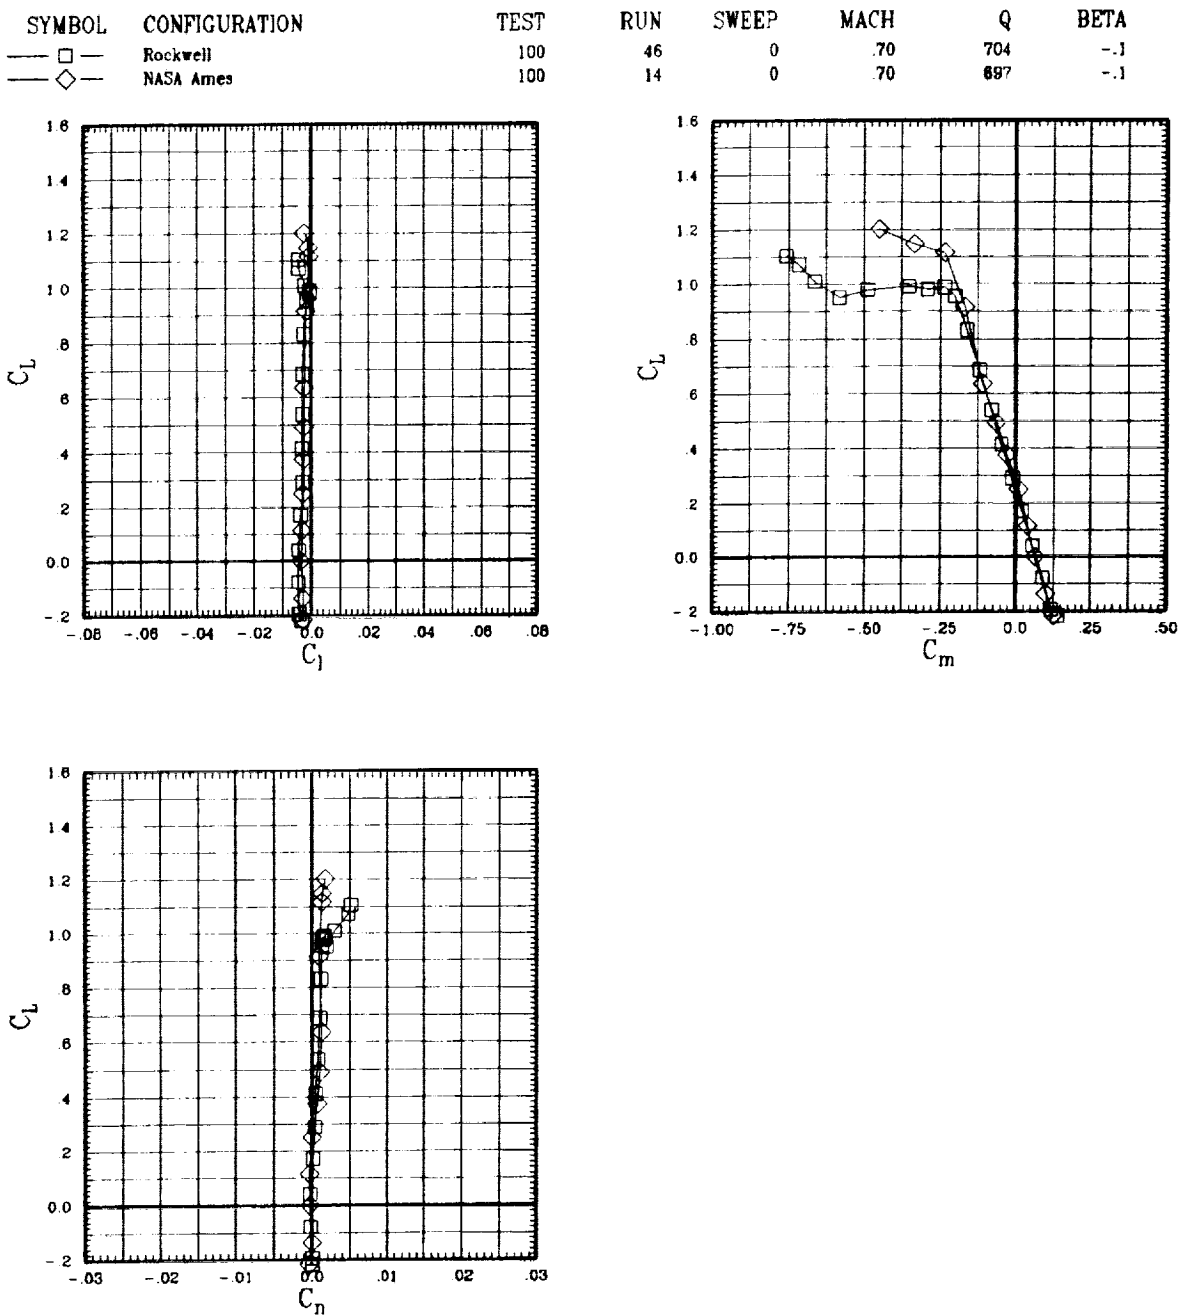 SYMBOL CONFIGURATION TEST RUN SWEEP MACH Q BETA
Rockwell 100 46 0 .70 704 -.1
NASA Ames 100 14 0 .70 697 -.1
1.6
1.4
1.2
1.0
.8
.6
.4
.2
0.0
-.2
C_L
-.08 -.06 -.04 -.02 0.0 .02 .04 .06 .08
C_l
1.6
1.4
1.2
1.0
.8
.6
.4
.2
0.0
-.2
C_L
-1.00 -.75 -.50 -.25 0.0 .25 .50
C_m
1.6
1.4
1.2
1.0
.8
.6
.4
.2
0.0
-.2
C_L
-.03 -.02 -.01 0.0 .01 .02 .03
C_n